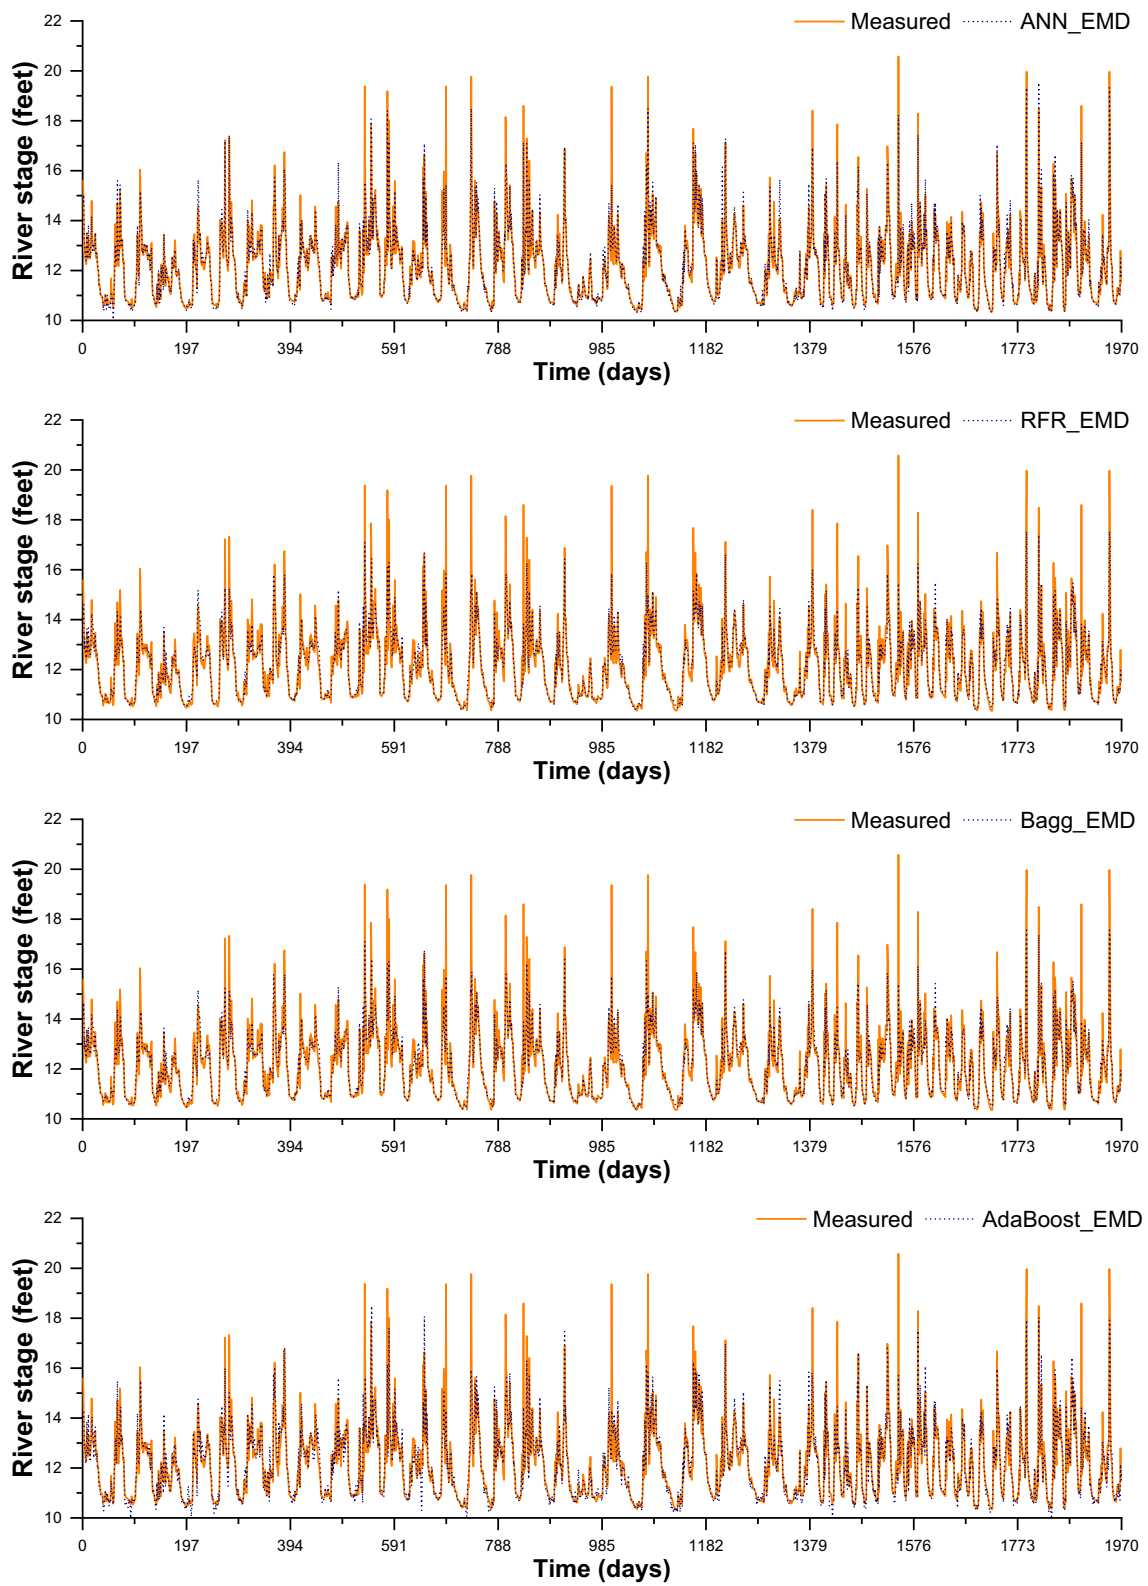 Measured ANN_EMD
22
20
18
16
14
12
10
River stage (feet)
0 197 394 591 788 985 1182 1379 1576 1773 1970
Time (days)
Measured RFR_EMD
22
20
18
16
14
12
10
River stage (feet)
0 197 394 591 788 985 1182 1379 1576 1773 1970
Time (days)
Measured Bagg_EMD
22
20
18
16
14
12
10
River stage (feet)
0 197 394 591 788 985 1182 1379 1576 1773 1970
Time (days)
Measured AdaBoost_EMD
22
20
18
16
14
12
10
River stage (feet)
0 197 394 591 788 985 1182 1379 1576 1773 1970
Time (days)